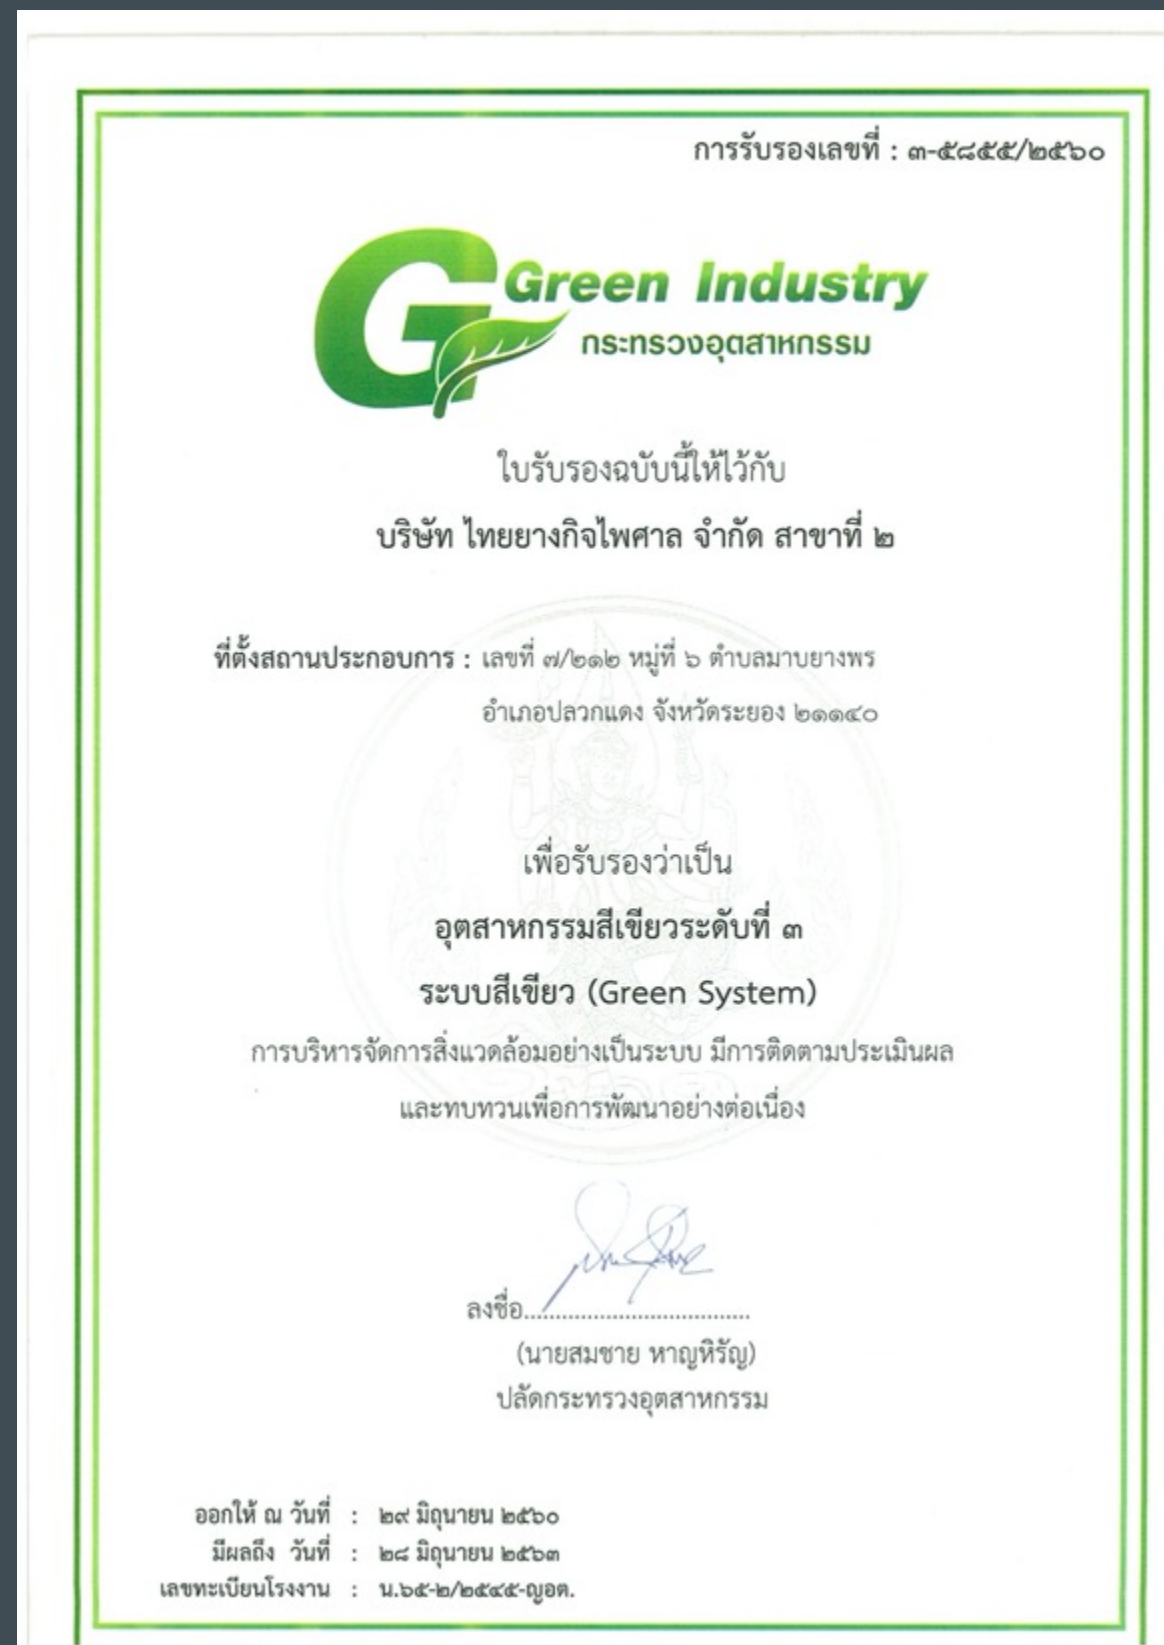 การรับรองเลขที่ : ๓-๕๘๕๕/๒๕๖๐
Green Industry
กระทรวงอุตสาหกรรม
ใบรับรองฉบับนี้ให้ไว้กับ
บริษัท ไทยยางกิจไพศาล จำกัด สาขาที่ ๒
ที่ตั้งสถานประกอบการ : เลขที่ ๗/๒๑๒ หมู่ที่ ๖ ตำบลมาบยางพร
อำเภอปลวกแดง จังหวัดระยอง ๒๑๑๔๐
เพื่อรับรองว่าเป็น
อุตสาหกรรมสีเขียวระดับที่ ๓
ระบบสีเขียว (Green System)
การบริหารจัดการสิ่งแวดล้อมอย่างเป็นระบบ มีการติดตามประเมินผล
และทบทวนเพื่อการพัฒนาอย่างต่อเนื่อง
ลงชื่อ....................................
(นายสมชาย หาญหิรัญ)
ปลัดกระทรวงอุตสาหกรรม
ออกให้ ณ วันที่ : ๒๙ มิถุนายน ๒๕๖๐
มีผลถึง วันที่ : ๒๘ มิถุนายน ๒๕๖๓
เลขทะเบียนโรงงาน : น.๖๕-๒/๒๕๔๕-ญอต.